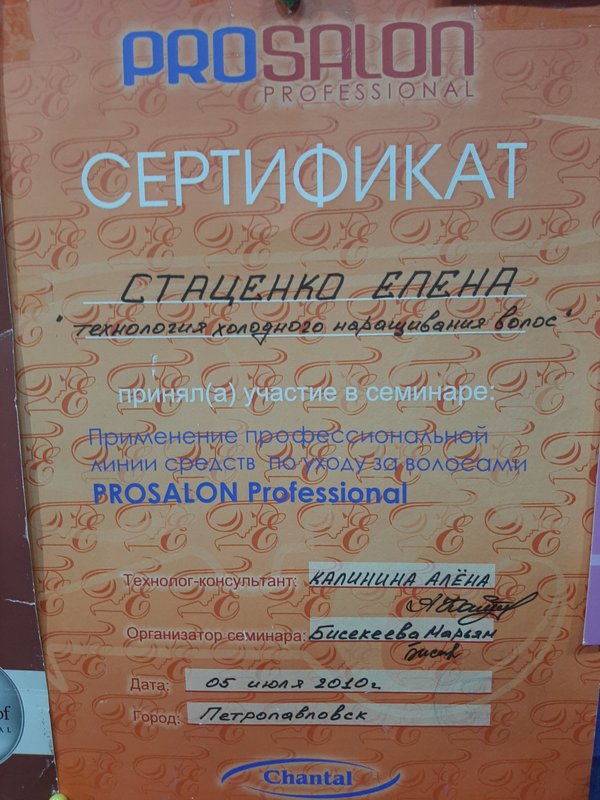 PROSALON
PROFESSIONAL
СЕРТИФИКАТ
СТАЦЕНКО ЕЛЕНА
"технология холодного наращивания волос"
принял(а) участие в семинаре:
Применение профессиональной
линии средств по уходу за волосами
PROSALON Professional
Технолог-консультант: КАЛИНИНА АЛЁНА
Организатор семинара: Бисекеева Марьям
Дата: 05 июля 2010г
Город: Петропавловск
Chantal
of